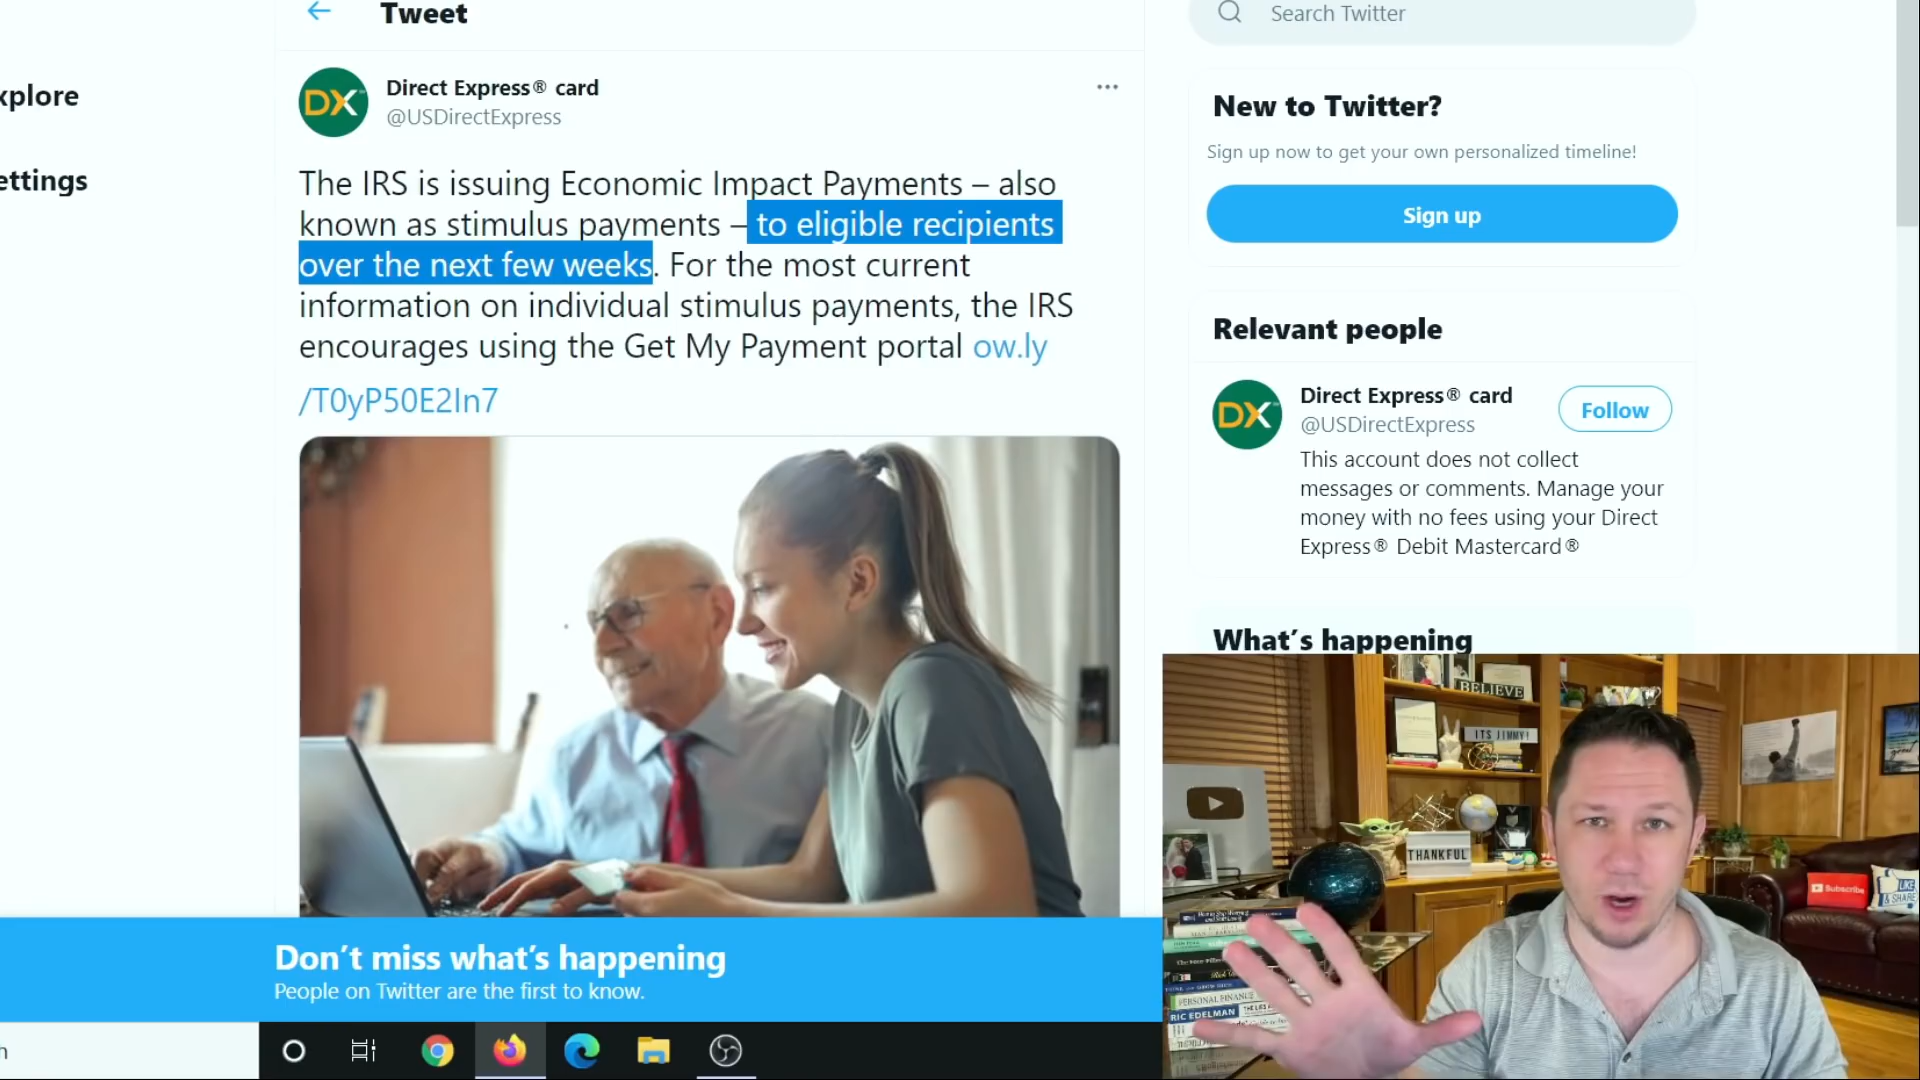 Tweet
Search Twitter
xplore
ettings
DX
Direct Express® card
@USDirectExpress
The IRS is issuing Economic Impact Payments – also
known as stimulus payments – to eligible recipients
over the next few weeks. For the most current
information on individual stimulus payments, the IRS
encourages using the Get My Payment portal ow.ly
/T0yP50E2In7
New to Twitter?
Sign up now to get your own personalized timeline!
Sign up
Relevant people
DX
Direct Express® card
@USDirectExpress
Follow
This account does not collect
messages or comments. Manage your
money with no fees using your Direct
Express® Debit Mastercard®
What's happening
BELIEVE
ITS JIMMY!
THANKFUL
Subscribe
LIKE
& SHARE
PERSONAL FINANCE
RIC EDELMAN
Don't miss what's happening
People on Twitter are the first to know.
h